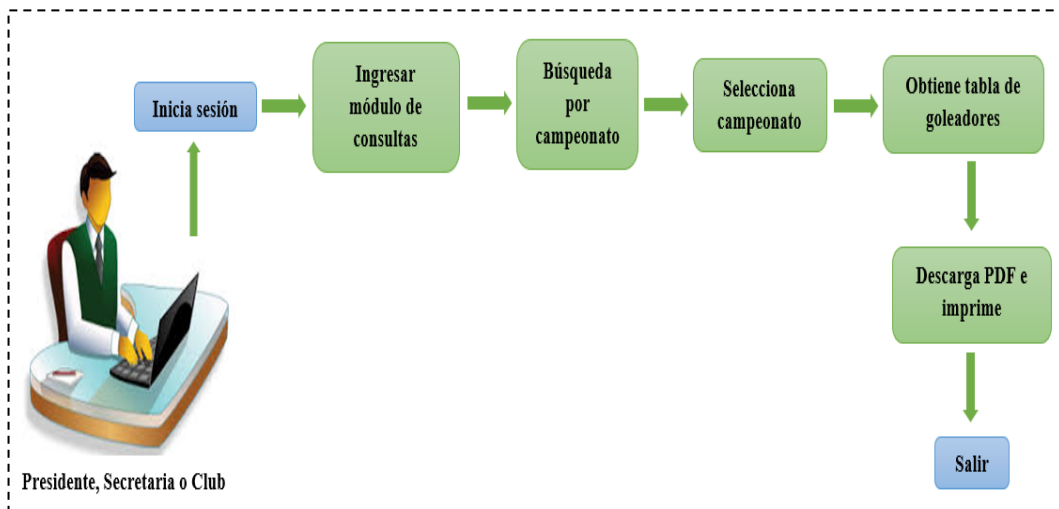 Inicia sesión
Ingresar
módulo de
consultas
Búsqueda
por
campeonato
Selecciona
campeonato
Obtiene tabla de
goleadores
Descarga PDF e
imprime
Salir
Presidente, Secretaria o Club